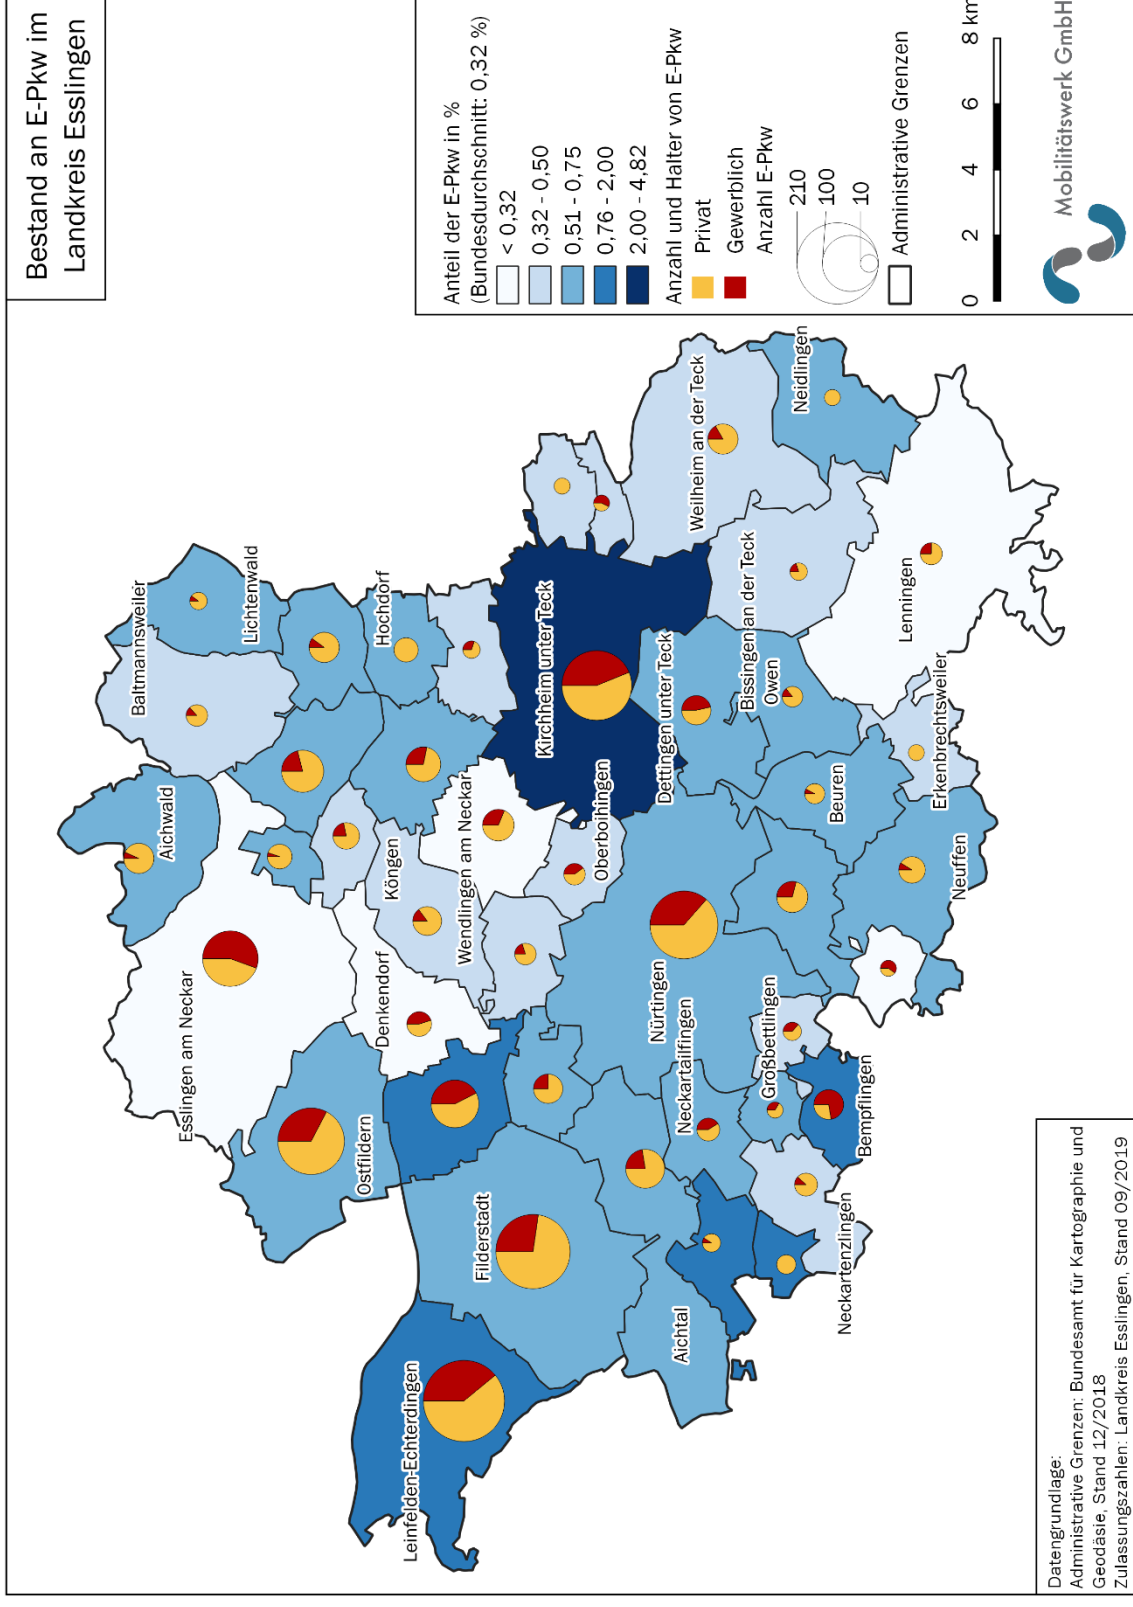 Bestand an E-Pkw im
Landkreis Esslingen
Anteil der E-Pkw in %
(Bundesdurchschnitt: 0,32 %)
< 0,32
0,32 - 0,50
0,51 - 0,75
0,76 - 2,00
2,00 - 4,82
Anzahl und Halter von E-Pkw
Privat
Gewerblich
Anzahl E-Pkw
210
100
10
Administrative Grenzen
0 2 4 6 8 km
Mobilitätswerk GmbH
Baltmannsweiler
Lichtenwald
Aichwald
Hochdorf
Esslingen am Neckar
Ostfildern
Denkendorf
Köngen
Wendlingen am Neckar
Kirchheim unter Teck
Oberboihingen
Dettingen unter Teck
Weilheim an der Teck
Neidlingen
Bissingen an der Teck
Owen
Lenningen
Erkenbrechtsweiler
Beuren
Neuffen
Nürtingen
Neckartailfingen
Großbettlingen
Bempflingen
Neckartenzlingen
Filderstadt
Aichtal
Leinfelden-Echterdingen
Datengrundlage:
Administrative Grenzen: Bundesamt für Kartographie und
Geodäsie, Stand 12/2018
Zulassungszahlen: Landkreis Esslingen, Stand 09/2019